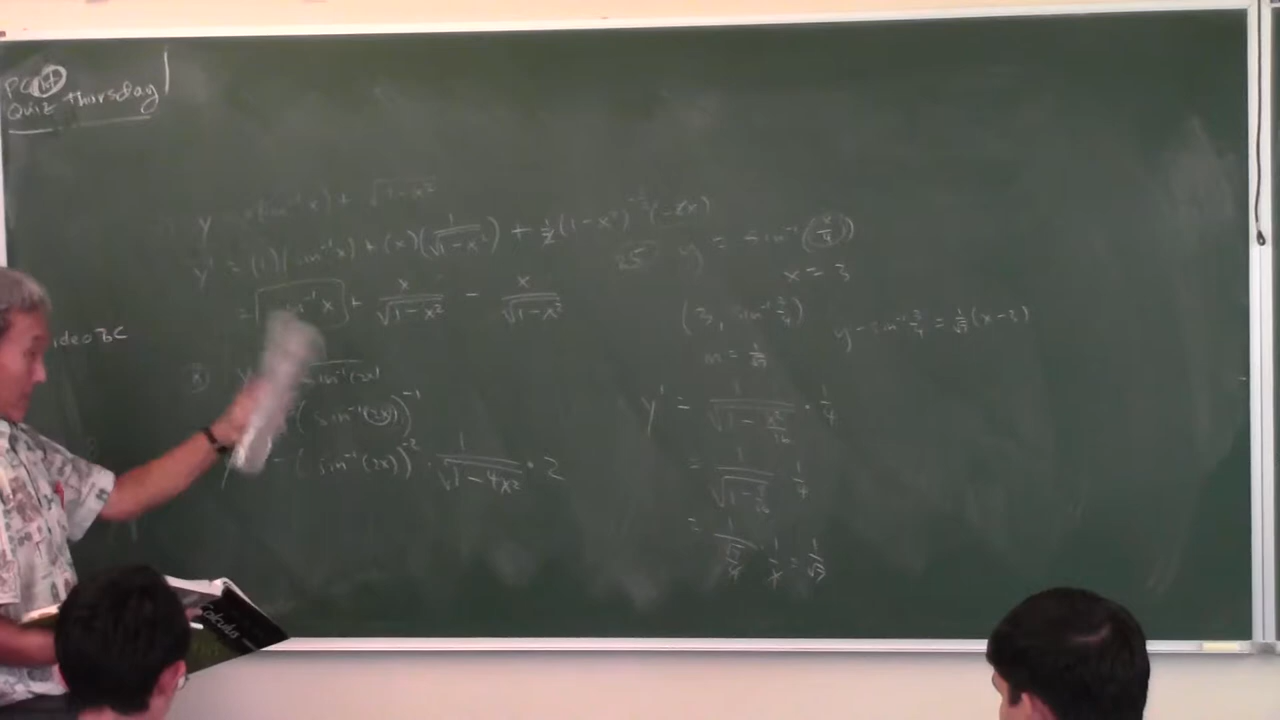 Quiz Thursday
y = x(sin⁻¹x) + √(1-x²)
y' = (1)(sin⁻¹x) + (x)(1/√(1-x²)) + ½(1-x²)^(-½)(-2x)
= sin⁻¹x + x/√(1-x²) - x/√(1-x²)
ideo BC
sin⁻¹(2x)
(sin⁻¹(2x))⁻¹
- (sin⁻¹(2x))⁻² · 1/√(1-4x²) · 2
25 y = sin⁻¹(x/4)
x = 3
(3, sin⁻¹ 3/4)
m = 1/√7
y - sin⁻¹ 3/4 = 1/√7 (x-3)
y' = 1/√(1 - x²/16) · 1/4
= 1/√(1 - 9/16) · 1/4
= 1/(√7/4) · 1/4 = 1/√7
Calculus